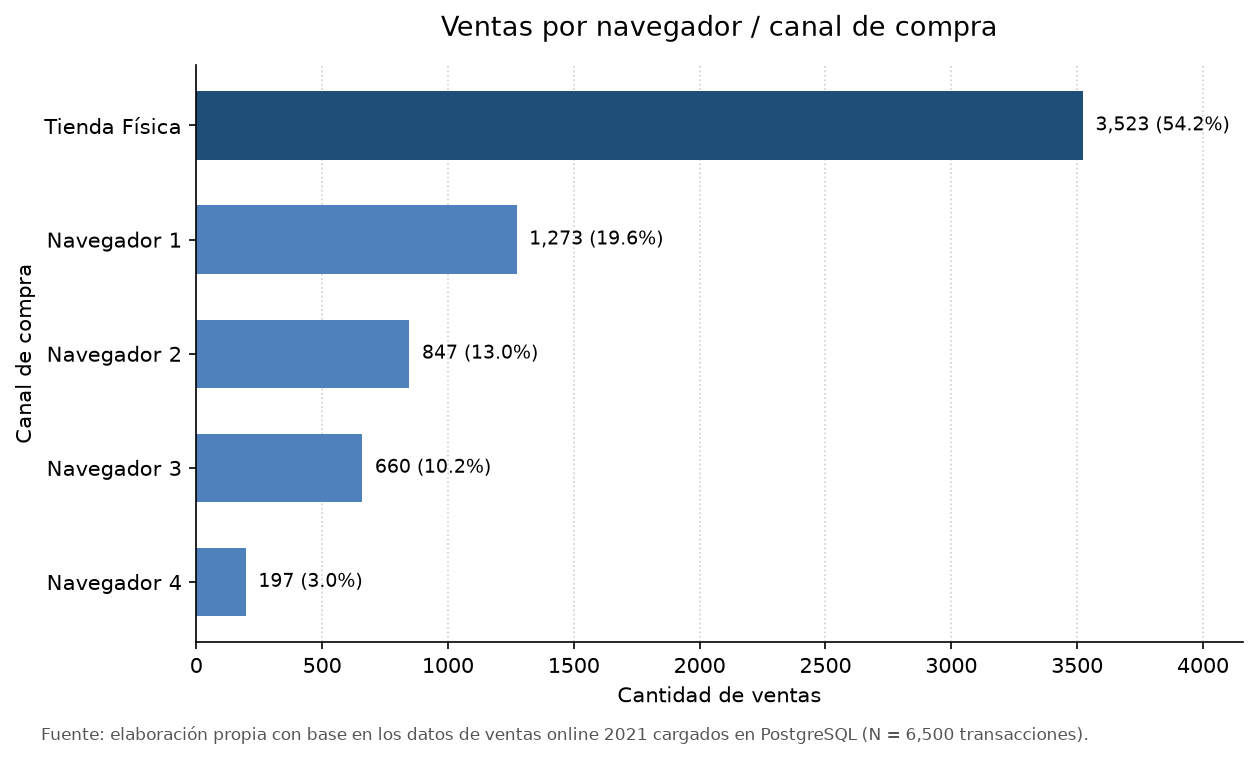 Ventas por navegador / canal de compra
Canal de compra
Tienda Física 3,523 (54.2%)
Navegador 1 1,273 (19.6%)
Navegador 2 847 (13.0%)
Navegador 3 660 (10.2%)
Navegador 4 197 (3.0%)
0 500 1000 1500 2000 2500 3000 3500 4000
Cantidad de ventas
Fuente: elaboración propia con base en los datos de ventas online 2021 cargados en PostgreSQL (N = 6,500 transacciones).